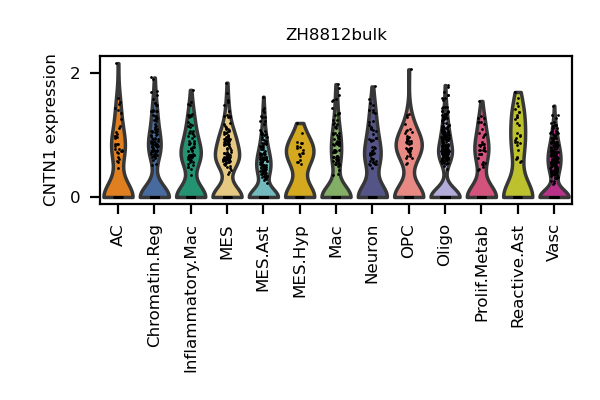 ZH8812bulk
CNTN1 expression
2
0
AC
Chromatin.Reg
Inflammatory.Mac
MES
MES.Ast
MES.Hyp
Mac
Neuron
OPC
Oligo
Prolif.Metab
Reactive.Ast
Vasc